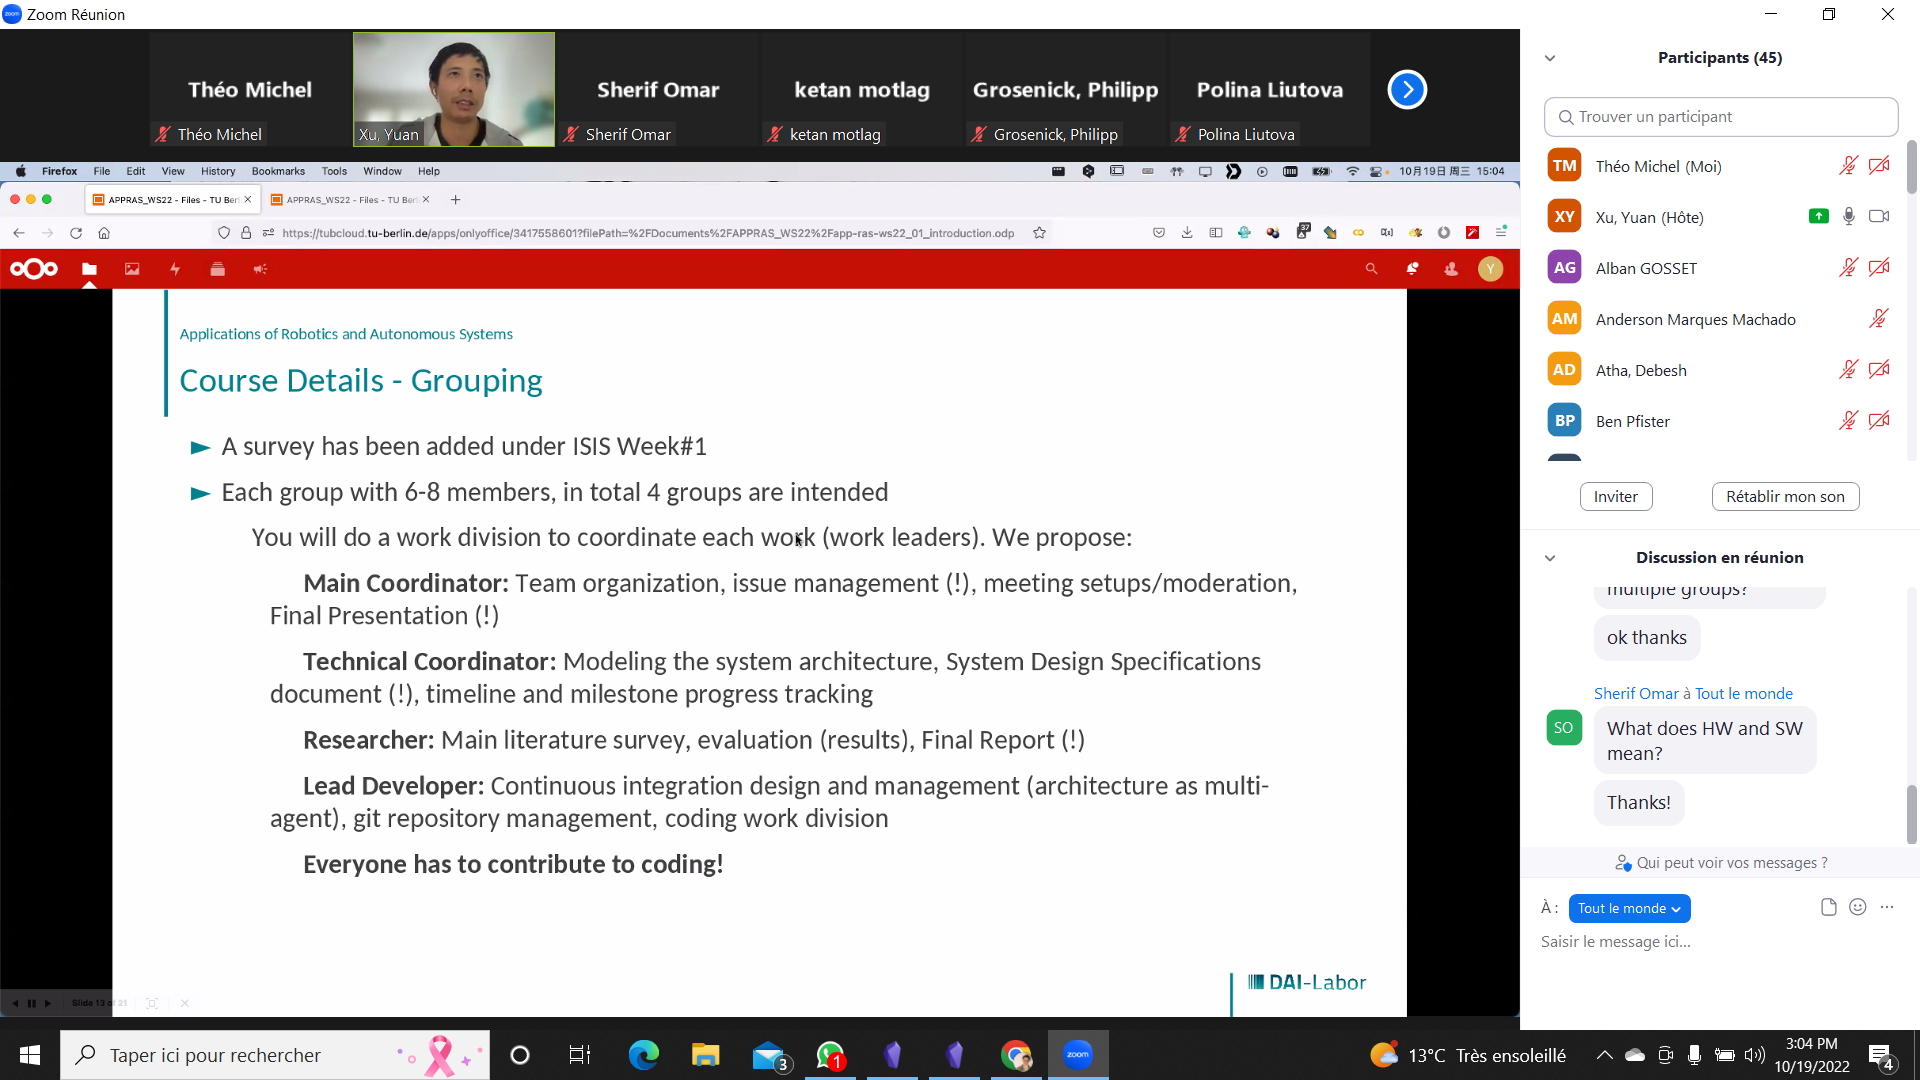 Zoom Réunion
Théo Michel
Sherif Omar
ketan motlag
Grosenick, Philipp
Polina Liutova
Théo Michel
Xu, Yuan
Sherif Omar
ketan motlag
Grosenick, Philipp
Polina Liutova
Firefox File Edit View History Bookmarks Tools Window Help
10月19日 周三 15:04
APPRAS_WS22 - Files - TU Ber
APPRAS_WS22 - Files - TU Ber
https://tubcloud.tu-berlin.de/apps/onlyoffice/3417558601?filePath=%2FDocuments%2FAPPRAS_WS22%2Fapp-ras-ws22_01_introduction.odp
37
Y
Applications of Robotics and Autonomous Systems
Course Details - Grouping
► A survey has been added under ISIS Week#1
► Each group with 6-8 members, in total 4 groups are intended
You will do a work division to coordinate each work (work leaders). We propose:
Main Coordinator: Team organization, issue management (!), meeting setups/moderation,
Final Presentation (!)
Technical Coordinator: Modeling the system architecture, System Design Specifications
document (!), timeline and milestone progress tracking
Researcher: Main literature survey, evaluation (results), Final Report (!)
Lead Developer: Continuous integration design and management (architecture as multi-
agent), git repository management, coding work division
Everyone has to contribute to coding!
DAI-Labor
Slide 13 of 21
Participants (45)
Trouver un participant
TM Théo Michel (Moi)
XY Xu, Yuan (Hôte)
AG Alban GOSSET
AM Anderson Marques Machado
AD Atha, Debesh
BP Ben Pfister
Inviter
Rétablir mon son
Discussion en réunion
multiple groups?
ok thanks
Sherif Omar à Tout le monde
SO
What does HW and SW
mean?
Thanks!
Qui peut voir vos messages ?
À : Tout le monde
Saisir le message ici...
Taper ici pour rechercher
3
1
zoom
13°C Très ensoleillé
3:04 PM
10/19/2022
4